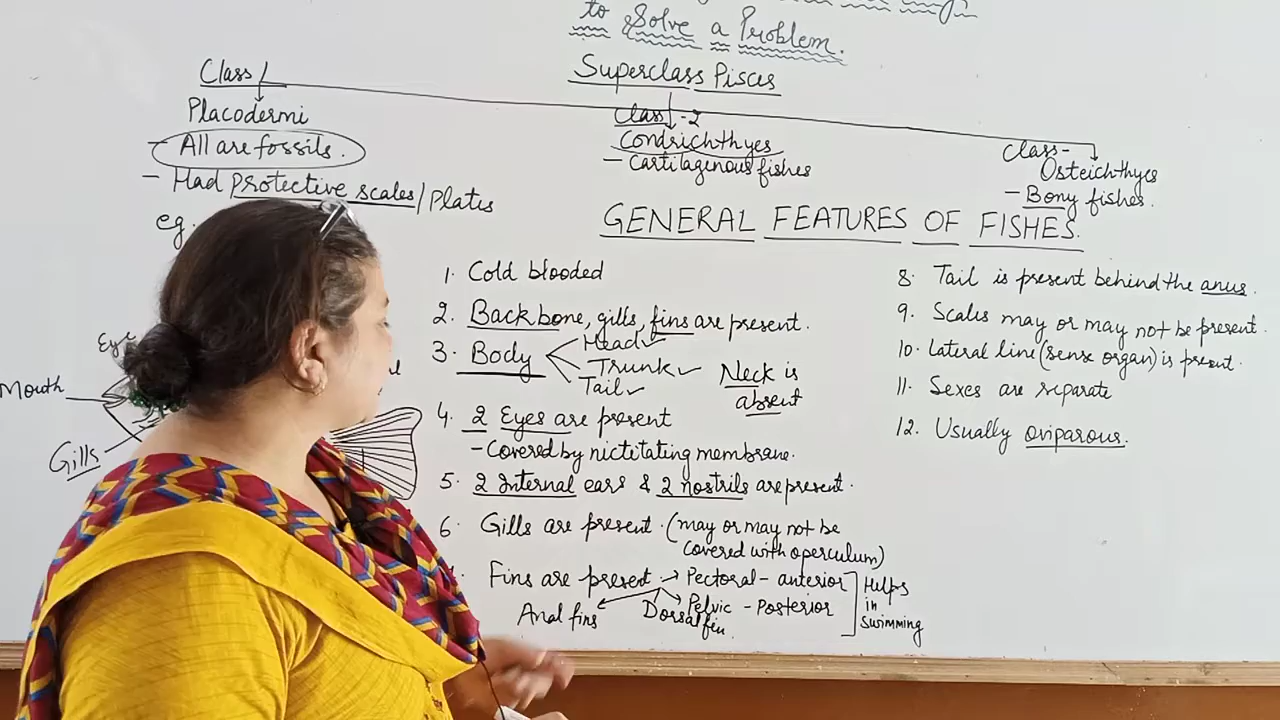 to Solve a Problem.
Superclass Pisces
Class 1
Placodermi
- All are fossils.
- Had protective scales/Plates
eg.
Class - 2
Condrichthyes
- Cartilagenous fishes
Class -
Osteichthyes
- Bony fishes.
GENERAL FEATURES OF FISHES.
1. Cold blooded
2. Backbone, gills, fins are present.
3. Body
Head
Trunk
Tail
Neck is
absent
4. 2 Eyes are present
- Covered by nictitating membrane.
5. 2 Internal ears & 2 nostrils are present.
6. Gills are present. (may or may not be
covered with operculum)
Fins are present
Pectoral - anterior
Pelvic - Posterior
Anal fins
Dorsal fin.
Helps
in
Swimming
8. Tail is present behind the anus.
9. Scales may or may not be present.
10. Lateral line (sense organ) is present.
11. Sexes are separate
12. Usually oviparous.
Eye
Mouth
Gills